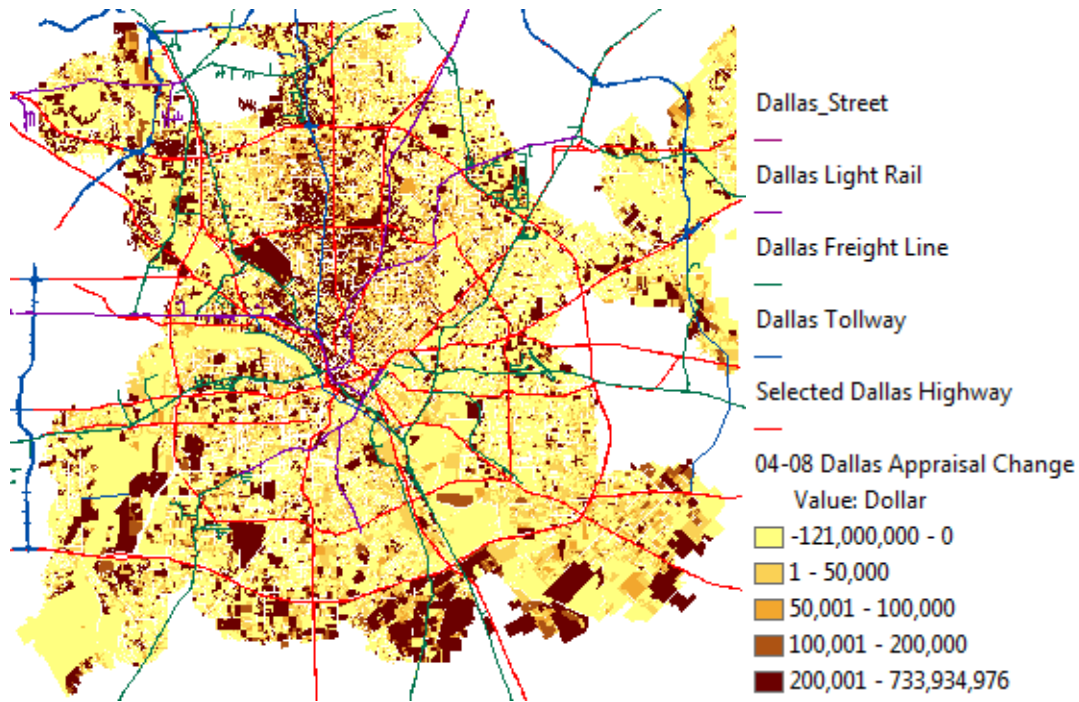 Dallas_Street
Dallas Light Rail
Dallas Freight Line
Dallas Tollway
Selected Dallas Highway
04-08 Dallas Appraisal Change
Value: Dollar
-121,000,000 - 0
1 - 50,000
50,001 - 100,000
100,001 - 200,000
200,001 - 733,934,976